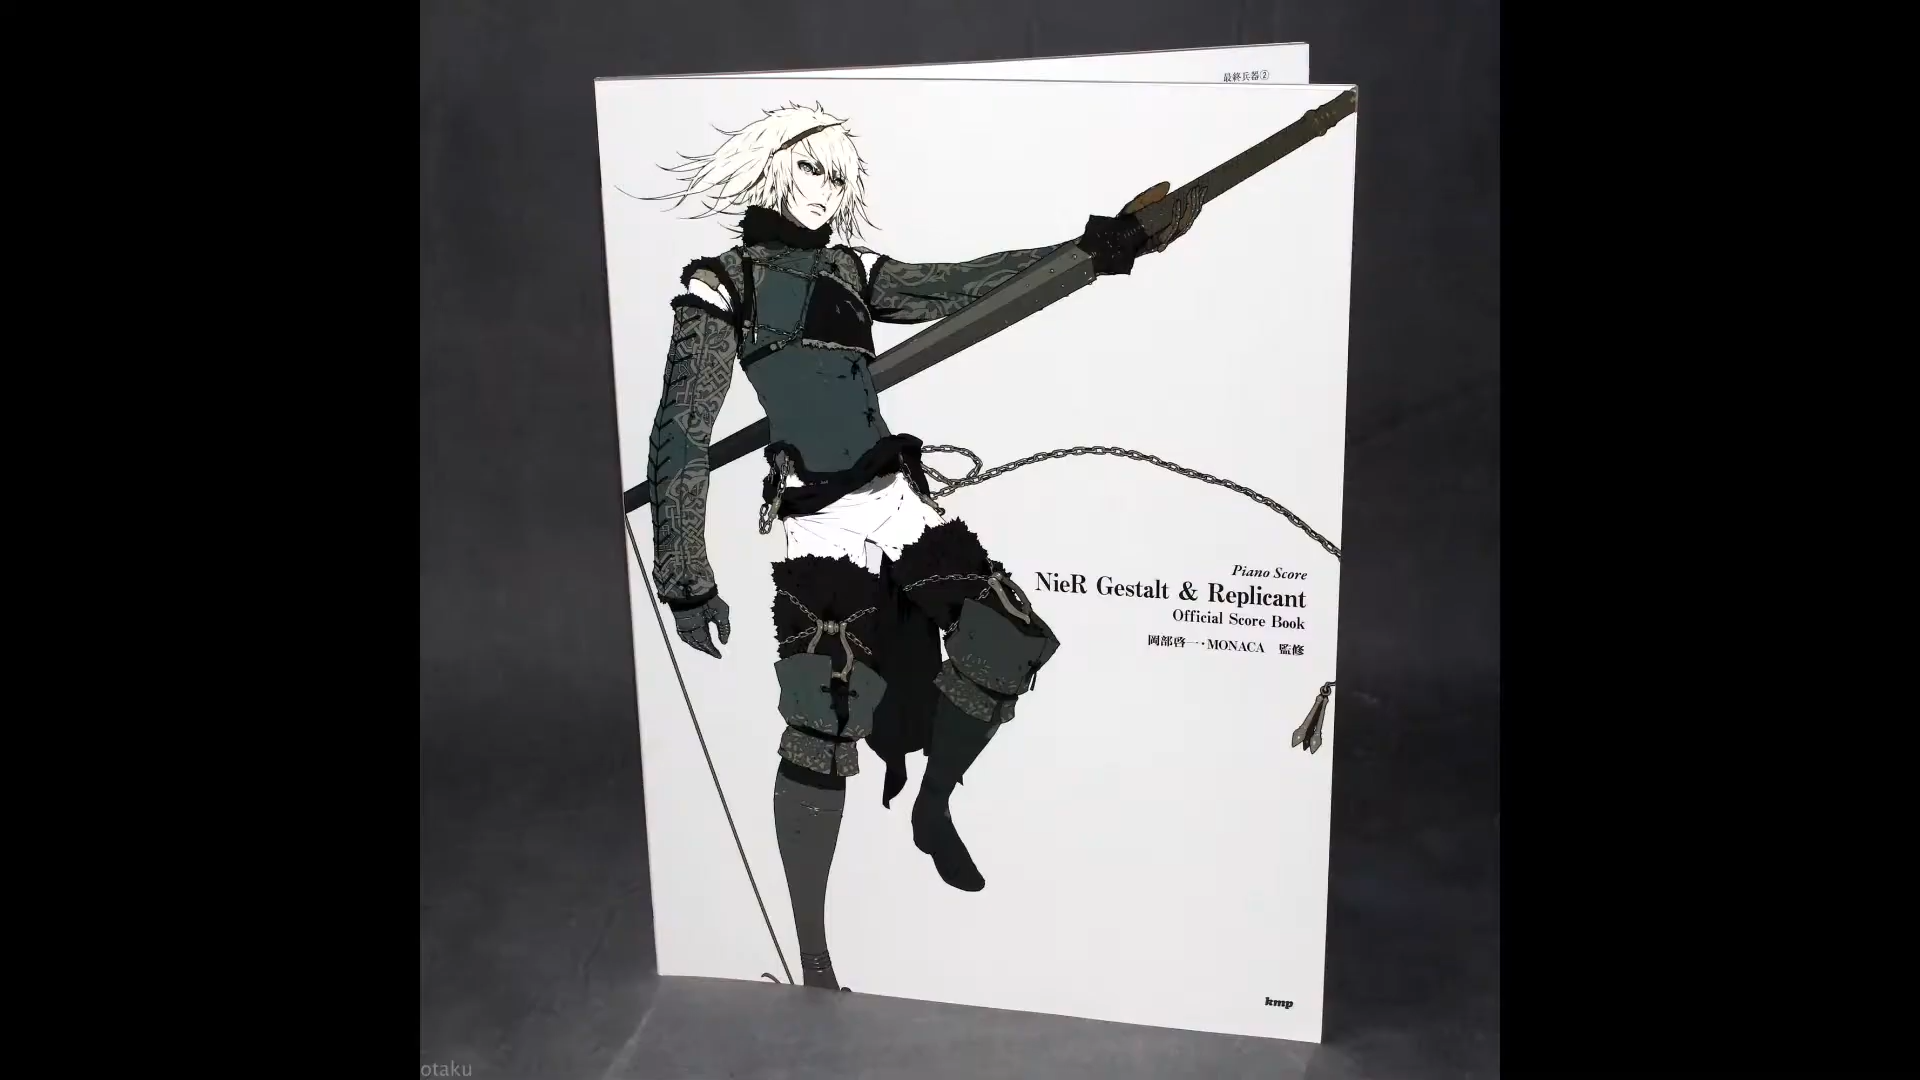 最終兵器②
Piano Score
NieR Gestalt & Replicant
Official Score Book
岡部啓一・MONACA 監修
kmp
otaku